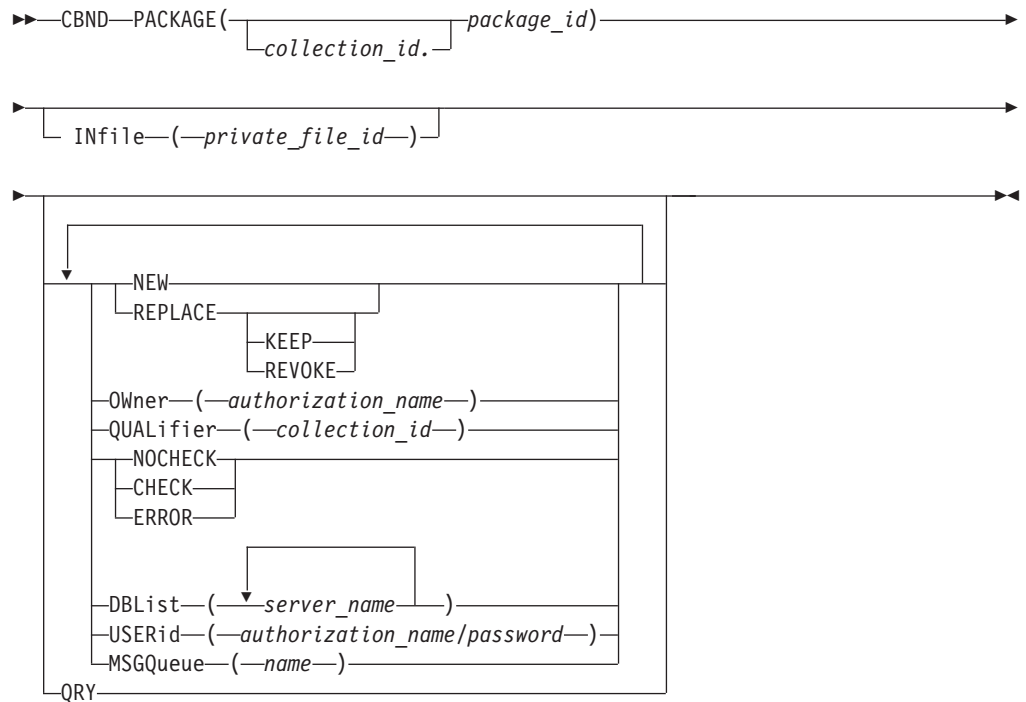 CBND PACKAGE( package_id)
collection_id.
INfile ( private_file_id )
NEW
REPLACE
KEEP
REVOKE
OWner ( authorization_name )
QUALifier ( collection_id )
NOCHECK
CHECK
ERROR
DBList ( server_name )
USERid ( authorization_name/password )
MSGQueue ( name )
QRY